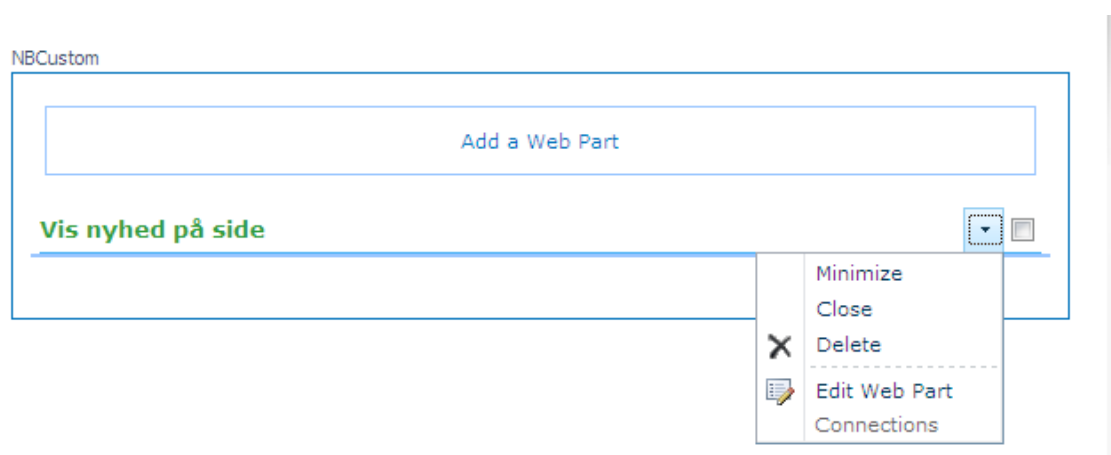 NBCustom
Add a Web Part
Vis nyhed på side
Minimize
Close
Delete
Edit Web Part
Connections